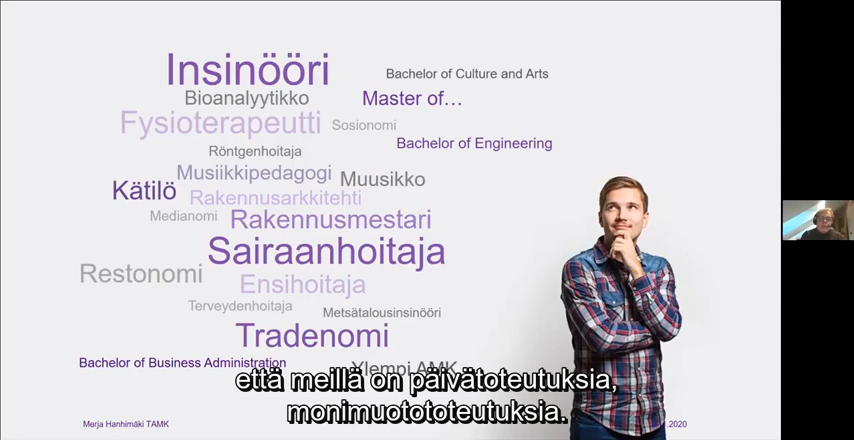 Insinööri
Bachelor of Culture and Arts
Bioanalyytikko
Master of…
Fysioterapeutti
Sosionomi
Bachelor of Engineering
Röntgenhoitaja
Musiikkipedagogi
Muusikko
Kätilö
Rakennusarkkitehti
Medianomi
Rakennusmestari
Sairaanhoitaja
Restonomi
Ensihoitaja
Terveydenhoitaja
Metsätalousinsinööri
Tradenomi
Bachelor of Business Administration
Ylempi AMK
että meillä on päivätoteutuksia,
monimuotototeutuksia.
Merja Hanhimäki TAMK
.2020